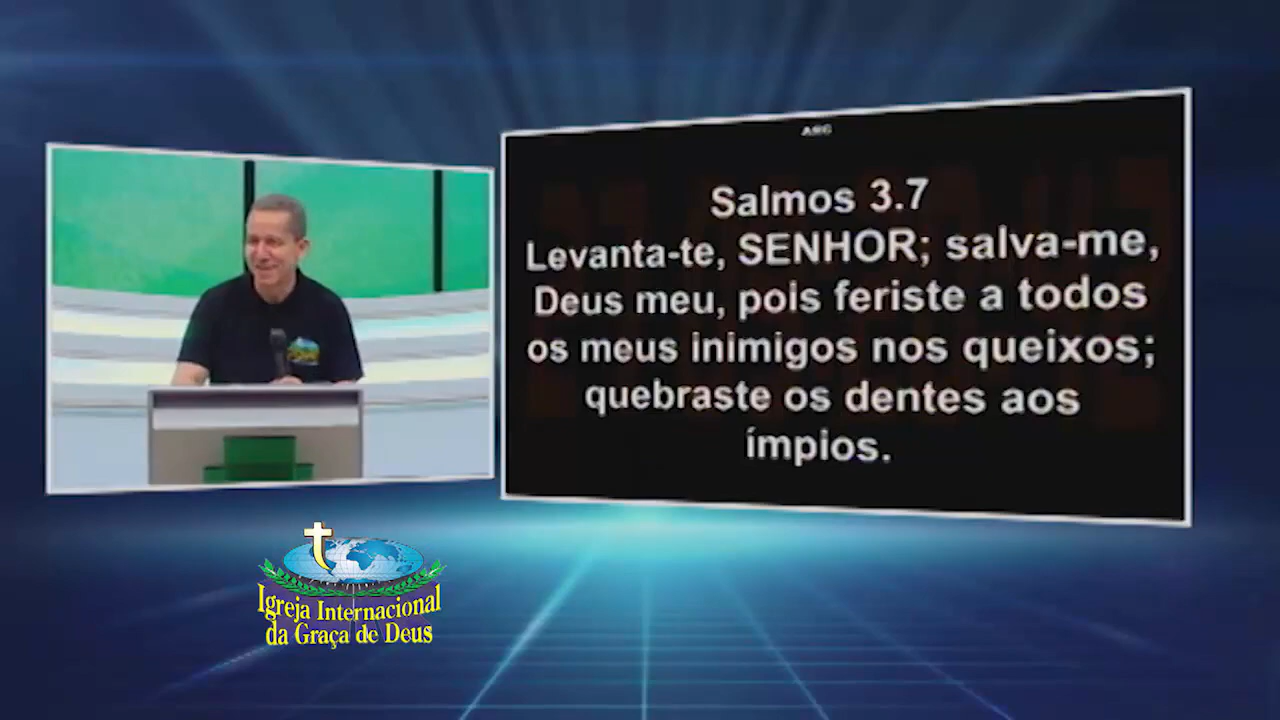 ARC
Salmos 3.7
Levanta-te, SENHOR; salva-me,
Deus meu, pois feriste a todos
os meus inimigos nos queixos;
quebraste os dentes aos
ímpios.
Igreja Internacional
da Graça de Deus